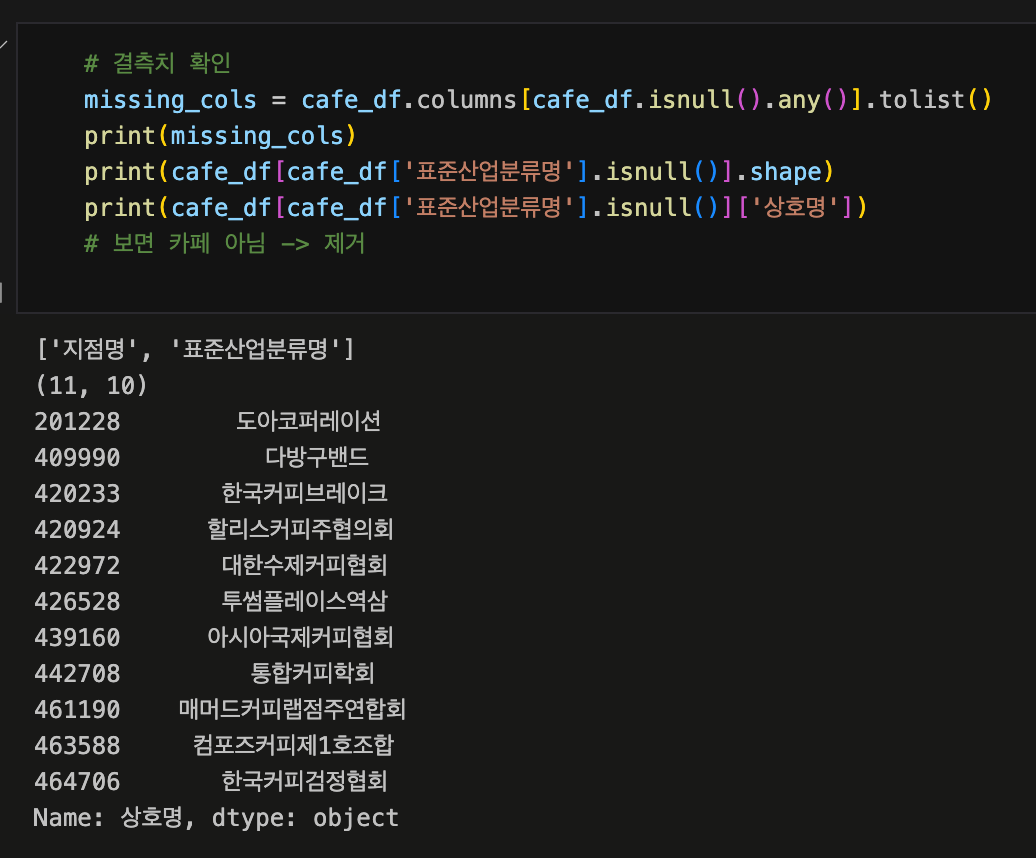 # 결측치 확인
missing_cols = cafe_df.columns[cafe_df.isnull().any()].tolist()
print(missing_cols)
print(cafe_df[cafe_df['표준산업분류명'].isnull()].shape)
print(cafe_df[cafe_df['표준산업분류명'].isnull()]['상호명'])
# 보면 카페 아님 -> 제거
['지점명', '표준산업분류명']
(11, 10)
201228 도아코퍼레이션
409990 다방구밴드
420233 한국커피브레이크
420924 할리스커피주협의회
422972 대한수제커피협회
426528 투썸플레이스역삼
439160 아시아국제커피협회
442708 통합커피학회
461190 매머드커피랩점주연합회
463588 컴포즈커피제1호조합
464706 한국커피검정협회
Name: 상호명, dtype: object